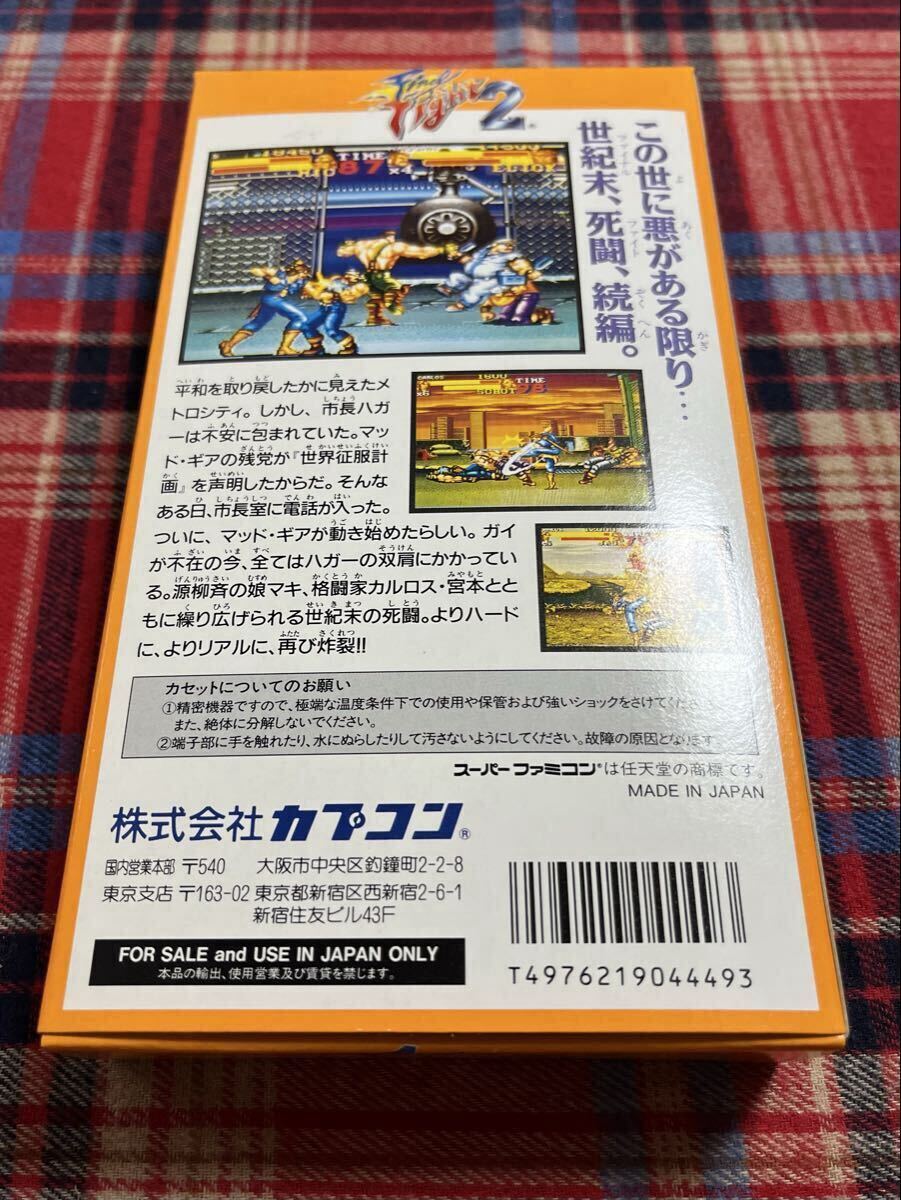 Final Fight 2
この世に悪がある限り…
世紀末、死闘、続編。
TIME
87
CARLOS
1600
TIME
平和を取り戻したかに見えたメ
トロシティ。しかし、市長ハガ
ーは不安に包まれていた。マッ
ド・ギアの残党が『世界征服計
画』を声明したからだ。そんな
ある日、市長室に電話が入った。
ついに、マッド・ギアが動き始めたらしい。ガイ
が不在の今、全てはハガーの双肩にかかってい
る。源柳斉の娘マキ、格闘家カルロス・宮本とと
もに繰り広げられる世紀末の死闘。よりハード
に、よりリアルに、再び炸裂!!
カセットについてのお願い
①精密機器ですので、極端な温度条件下での使用や保管および強いショックをさけてくださ
また、絶体に分解しないでください。
②端子部に手を触れたり、水にぬらしたりして汚さないようにしてください。故障の原因となります
スーパーファミコン®は任天堂の商標です。
MADE IN JAPAN
株式会社カプコン®
国内営業本部 〒540 大阪市中央区釣鐘町2-2-8
東京支店 〒163-02 東京都新宿区西新宿2-6-1
新宿住友ビル43F
FOR SALE and USE IN JAPAN ONLY
本品の輸出、使用営業及び賃貸を禁じます。
T4976219044493